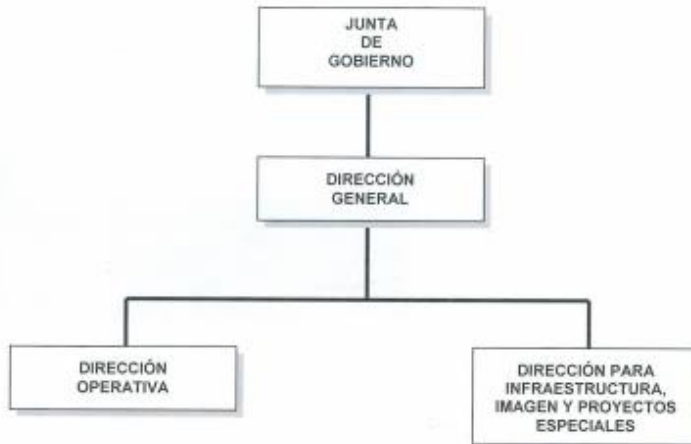 JUNTA
DE
GOBIERNO
DIRECCIÓN
GENERAL
DIRECCIÓN
OPERATIVA
DIRECCIÓN PARA
INFRAESTRUCTURA,
IMAGEN Y PROYECTOS
ESPECIALES